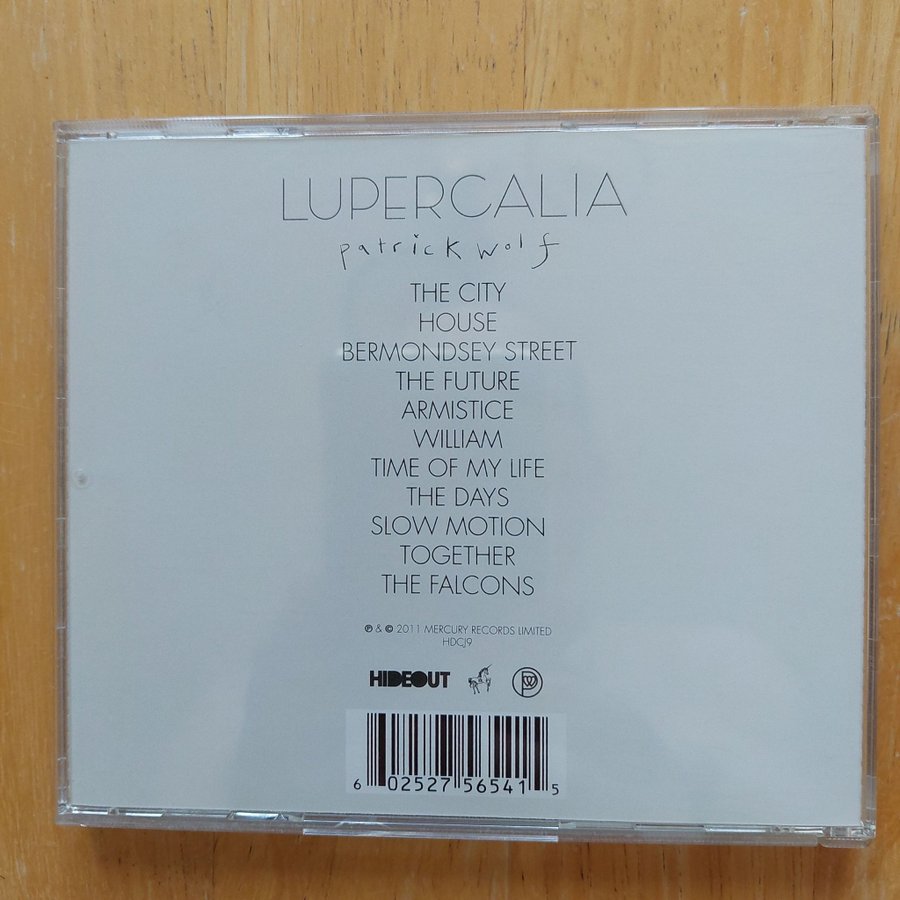 LUPERCALIA
patrick wolf
THE CITY
HOUSE
BERMONDSEY STREET
THE FUTURE
ARMISTICE
WILLIAM
TIME OF MY LIFE
THE DAYS
SLOW MOTION
TOGETHER
THE FALCONS
℗ & © 2011 MERCURY RECORDS LIMITED
HDCJ9
HIDEOUT PW
6 02527 56541 5